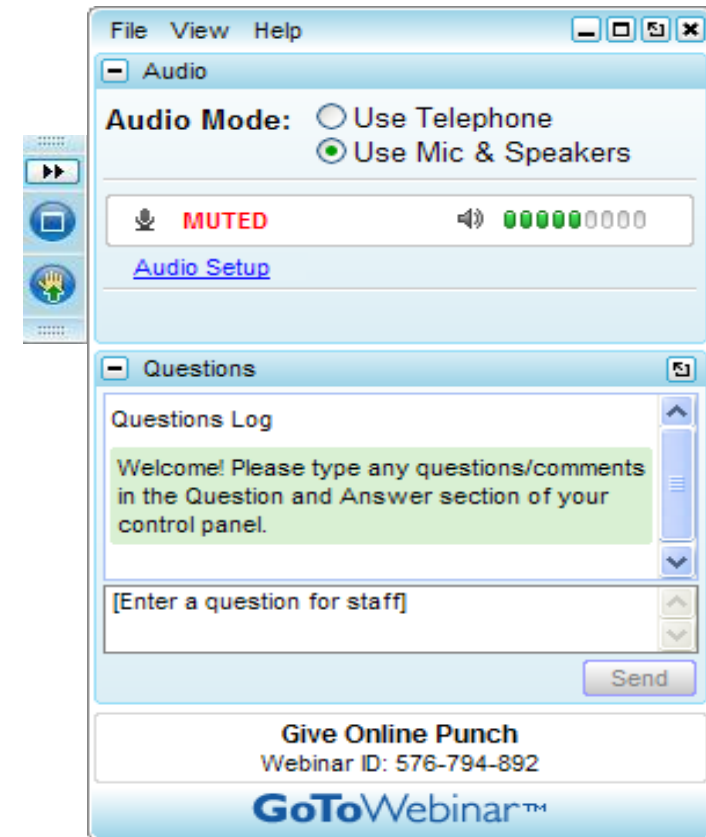 File View Help
Audio
Audio Mode: Use Telephone
Use Mic & Speakers
MUTED
Audio Setup
Questions
Questions Log
Welcome! Please type any questions/comments
in the Question and Answer section of your
control panel.
[Enter a question for staff]
Send
Give Online Punch
Webinar ID: 576-794-892
GoToWebinar™